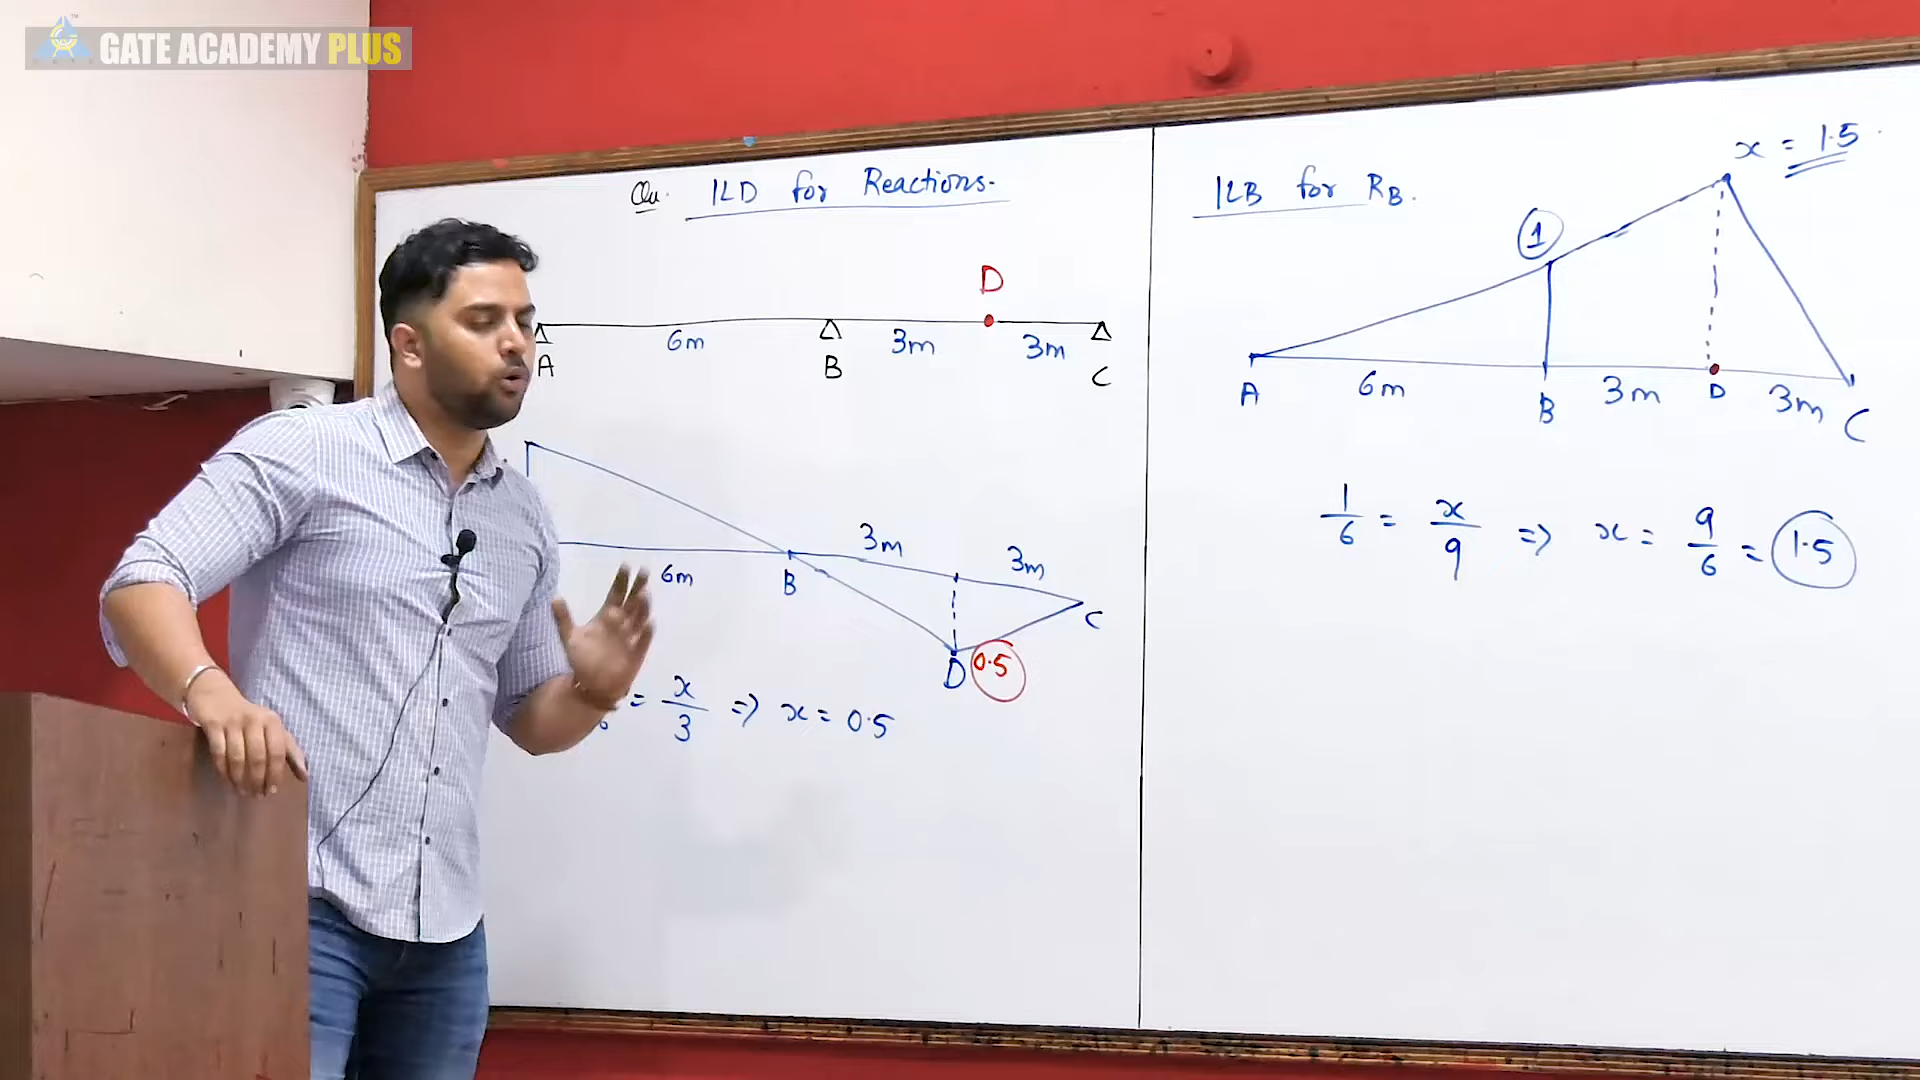 GATE ACADEMY PLUS
Qu. ILD for Reactions.
D
6m 3m 3m
A B C
3m
3m
6m B C
D 0.5
= x/3 => x = 0.5
ILB for RB.
x = 1.5
1
A 6m B 3m D 3m C
1/6 = x/9 => x = 9/6 = 1.5